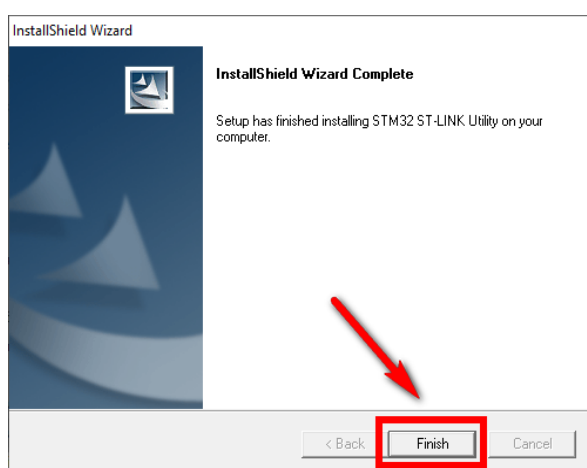 InstallShield Wizard
InstallShield Wizard Complete
Setup has finished installing STM32 ST-LINK Utility on your
computer.
< Back
Finish
Cancel